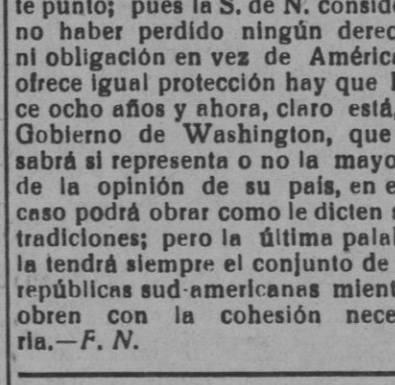 te punto; pues la S. de N. conside
no haber perdido ningún derec
ni obligación en vez de Améric
ofrece igual protección hay que
ce ocho años y ahora, claro está,
Gobierno de Washington, que
sabrá si representa o no la mayo
de la opinión de su país, en e
caso podrá obrar como le dicten
tradiciones; pero la última pala
la tendrá siempre el conjunto de
repúblicas sud-americanas mient
obren con la cohesión nece
ria.—F. N.